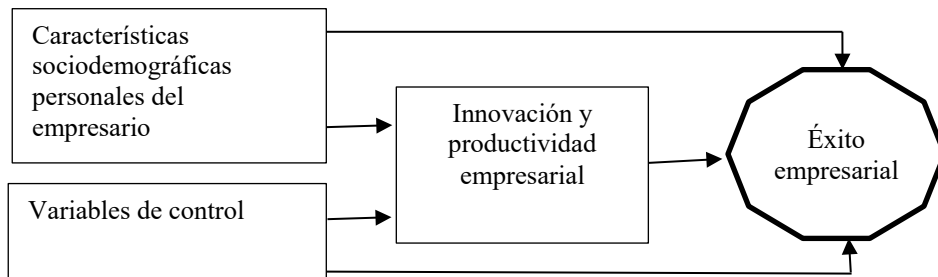 Características
sociodemográficas
personales del
empresario
Innovación y
productividad
empresarial
Éxito
empresarial
Variables de control